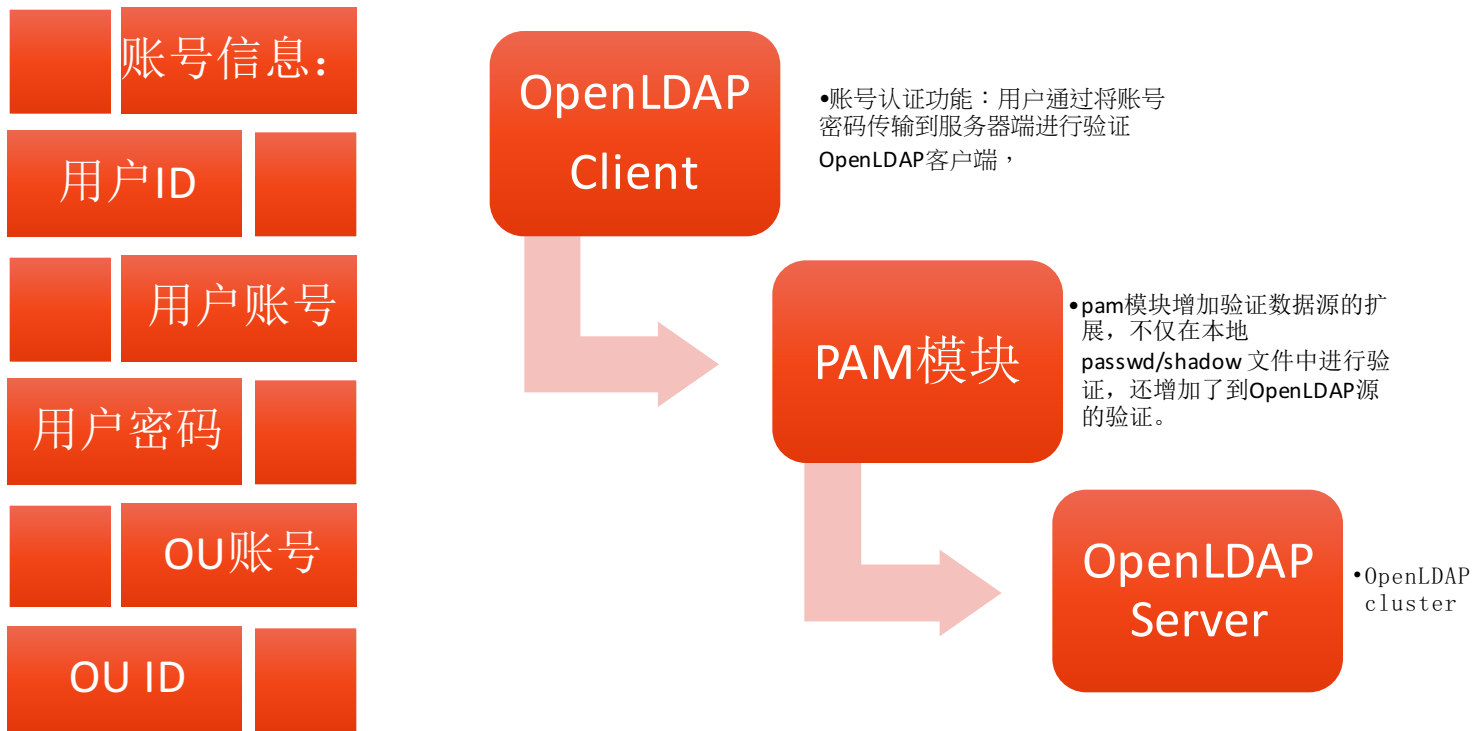 账号信息：
用户ID
用户账号
用户密码
OU账号
OU ID
OpenLDAP
Client
•账号认证功能：用户通过将账号
密码传输到服务器端进行验证
OpenLDAP客户端，
PAM模块
•pam模块增加验证数据源的扩
展，不仅在本地
passwd/shadow 文件中进行验
证，还增加了到OpenLDAP源
的验证。
OpenLDAP
Server
•OpenLDAP
cluster